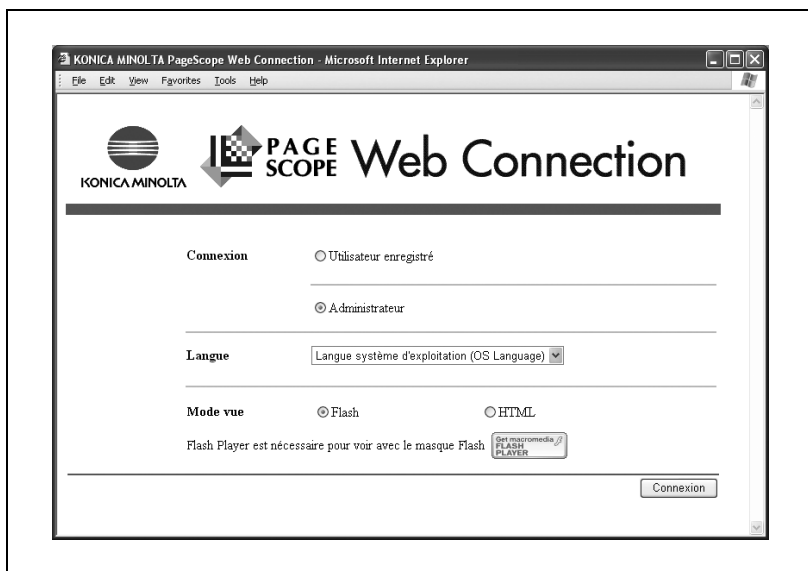 KONICA MINOLTA PageScope Web Connection - Microsoft Internet Explorer
File Edit View Favorites Tools Help
KONICA MINOLTA
PAGE SCOPE Web Connection
Connexion
Utilisateur enregistré
Administrateur
Langue
Langue système d'exploitation (OS Language)
Mode vue
Flash
HTML
Flash Player est nécessaire pour voir avec le masque Flash
Get macromedia
FLASH
PLAYER
Connexion